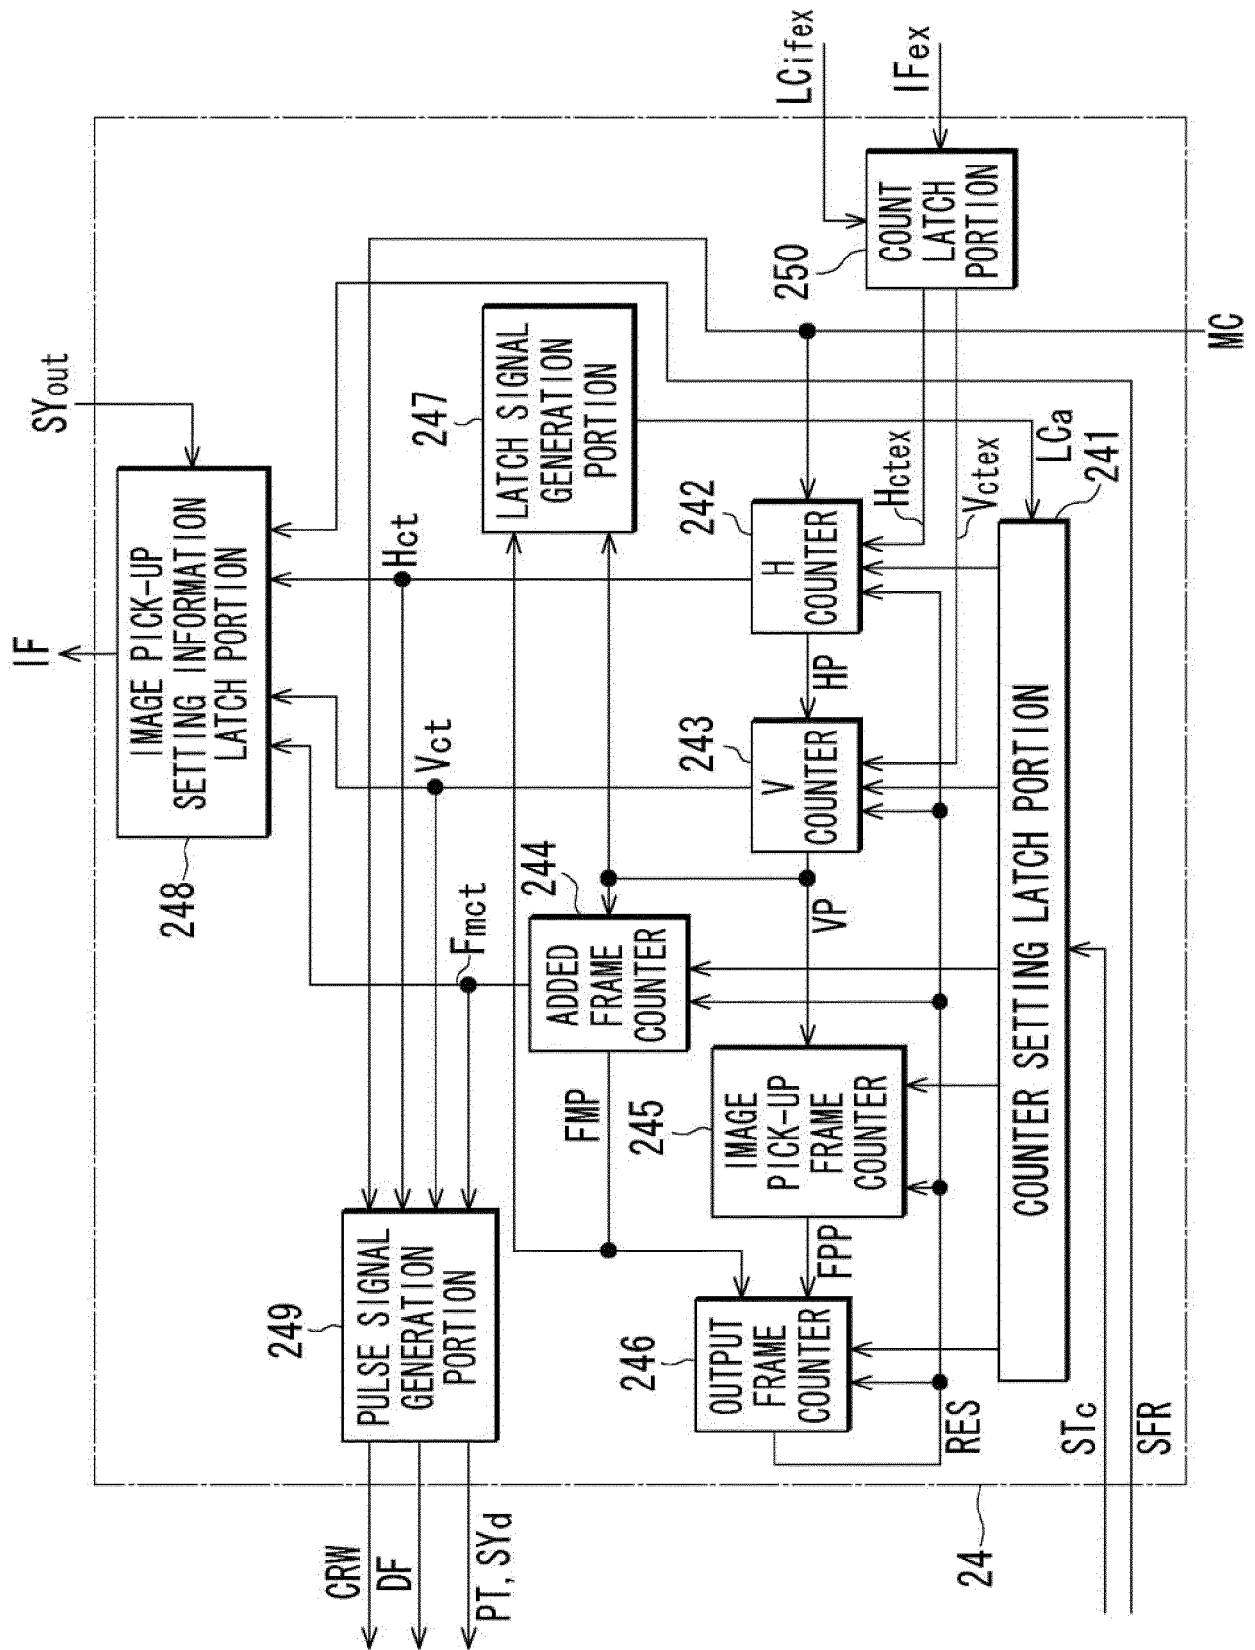 CRW
DF
PT, SYd
249
PULSE SIGNAL
GENERATION
PORTION
IF
SYout
IMAGE PICK-UP
SETTING INFORMATION
LATCH PORTION
248
Fmct
Vct
Hct
247
LATCH SIGNAL
GENERATION
PORTION
244
ADDED
FRAME
COUNTER
FMP
246
OUTPUT
FRAME
COUNTER
FPP
245
IMAGE
PICK-UP
FRAME
COUNTER
VP
243
V
COUNTER
HP
242
H
COUNTER
LCifex
IFex
250
COUNT
LATCH
PORTION
Hctex
Vctex
RES
LCa
241
COUNTER SETTING LATCH PORTION
STc
SFR
MC
24